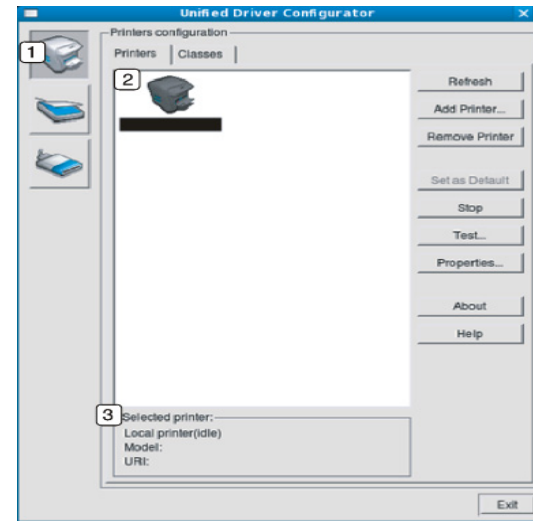 Unified Driver Configurator
Printers configuration
1
Printers Classes
2
Refresh
Add Printer...
Remove Printer
Set as Default
Stop
Test...
Properties...
About
Help
3
Selected printer:
Local printer(idle)
Model:
URI:
Exit